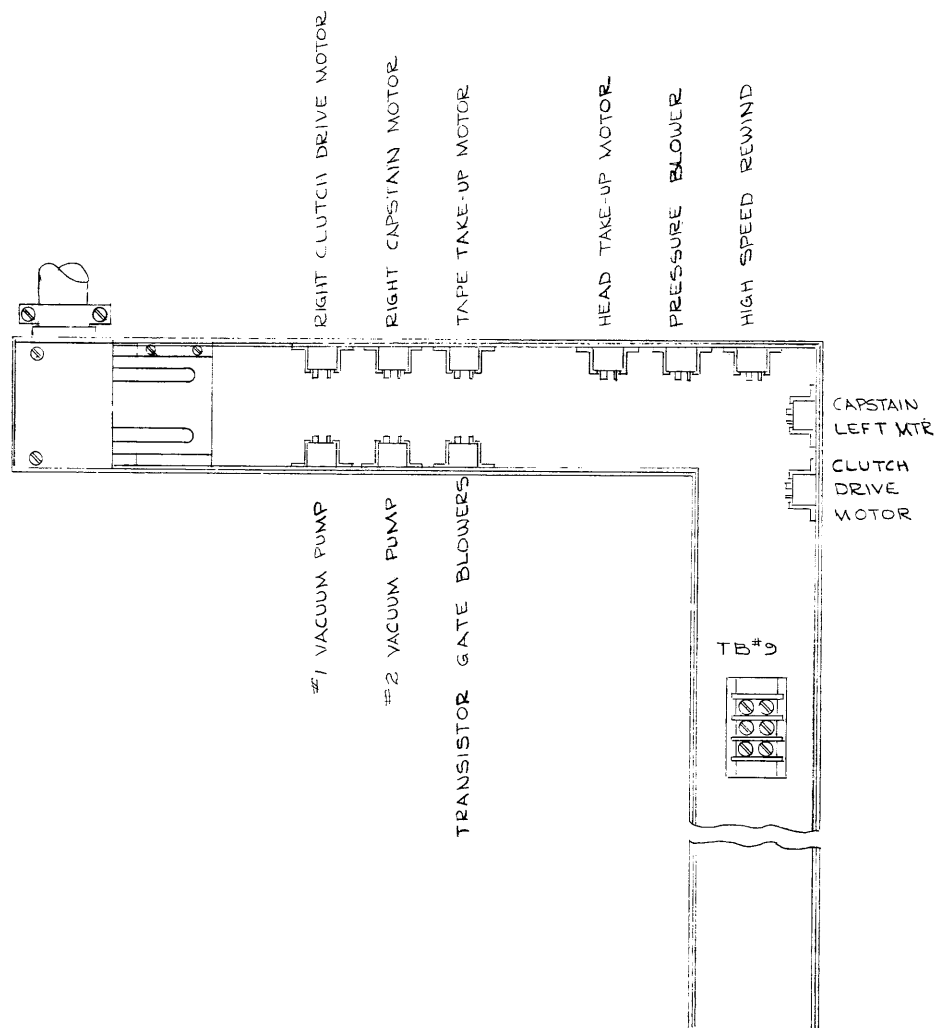 RIGHT CLUTCH DRIVE MOTOR
RIGHT CAPSTAIN MOTOR
TAPE TAKE-UP MOTOR
HEAD TAKE-UP MOTOR
PRESSURE BLOWER
HIGH SPEED REWIND
CAPSTAIN
LEFT MTR
CLUTCH
DRIVE
MOTOR
#1 VACUUM PUMP
#2 VACUUM PUMP
TRANSISTOR GATE BLOWERS
TB#9